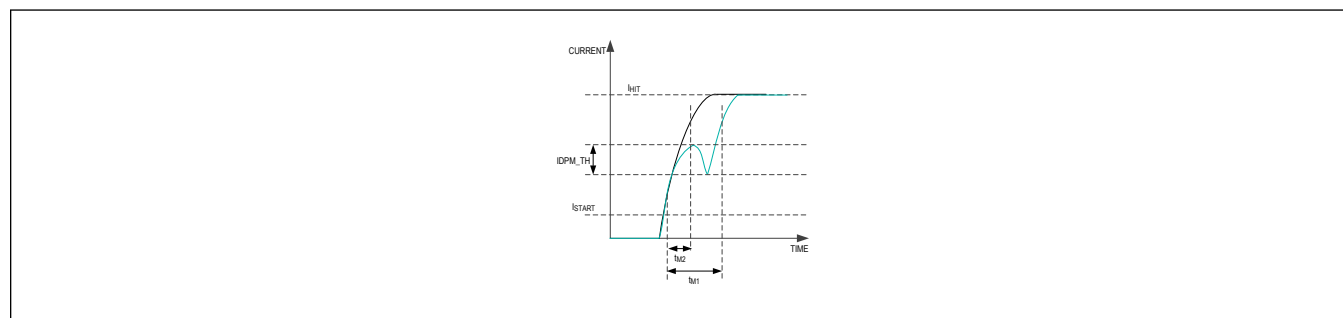 CURRENT
IHIT
IDPM_TH
ISTART
TIME
tM2
tM1